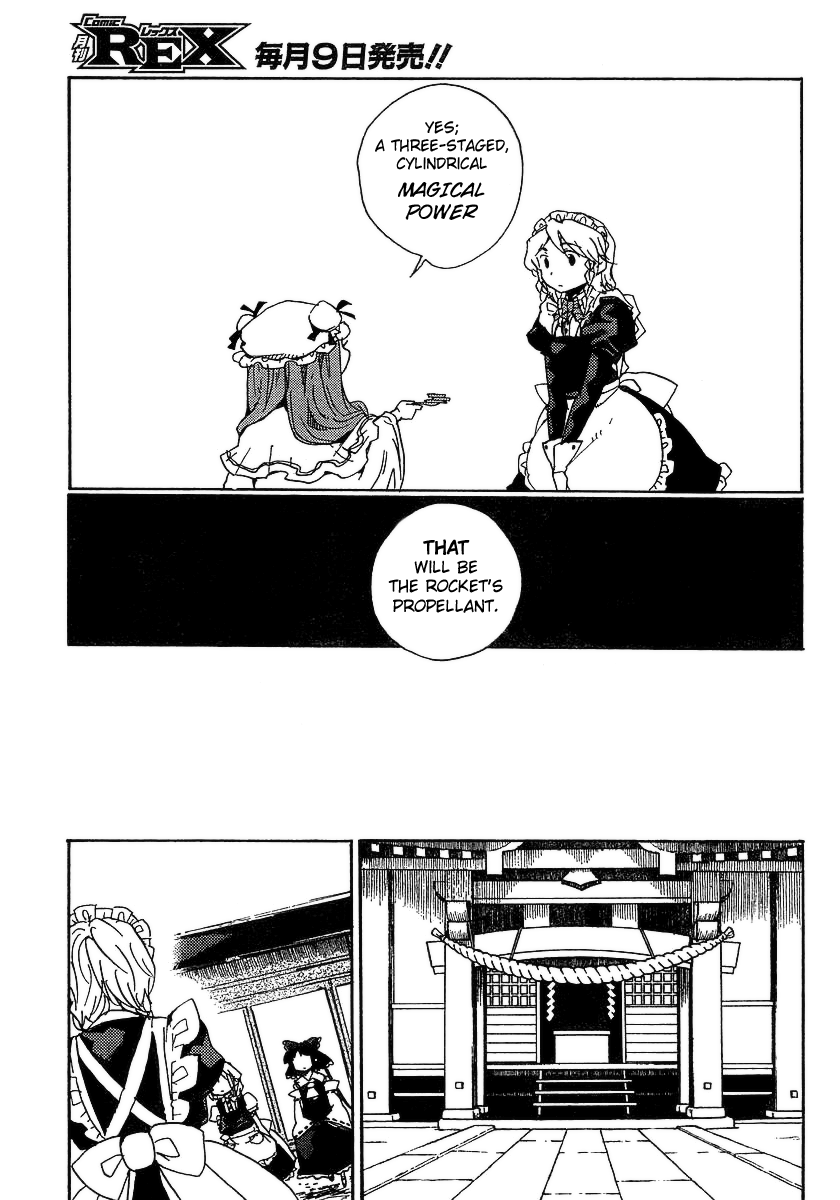 月刊 Comic REX レックス 毎月9日発売!!
YES;
A THREE-STAGED,
CYLINDRICAL
MAGICAL
POWER
THAT
WILL BE
THE ROCKET'S
PROPELLANT.